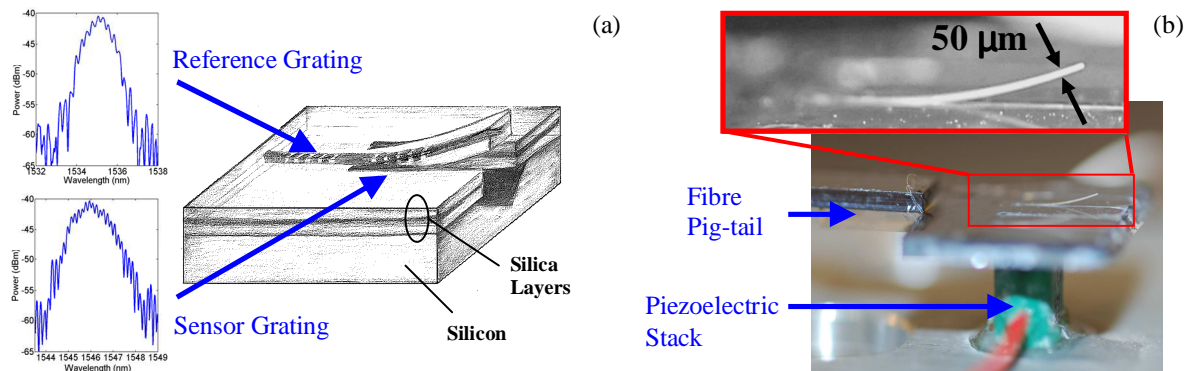 (a)
-40
-45
-50
-55
-60
-65
Power (dBm)
1532
1534
1536
1538
Wavelength (nm)
Reference Grating
-40
-45
-50
-55
-60
-65
Power (dBm)
1544 1545 1546 1547 1548 1549
Wavelength (nm)
Sensor Grating
Silica
Layers
Silicon
(b)
50 μm
Fibre
Pig-tail
Piezoelectric
Stack